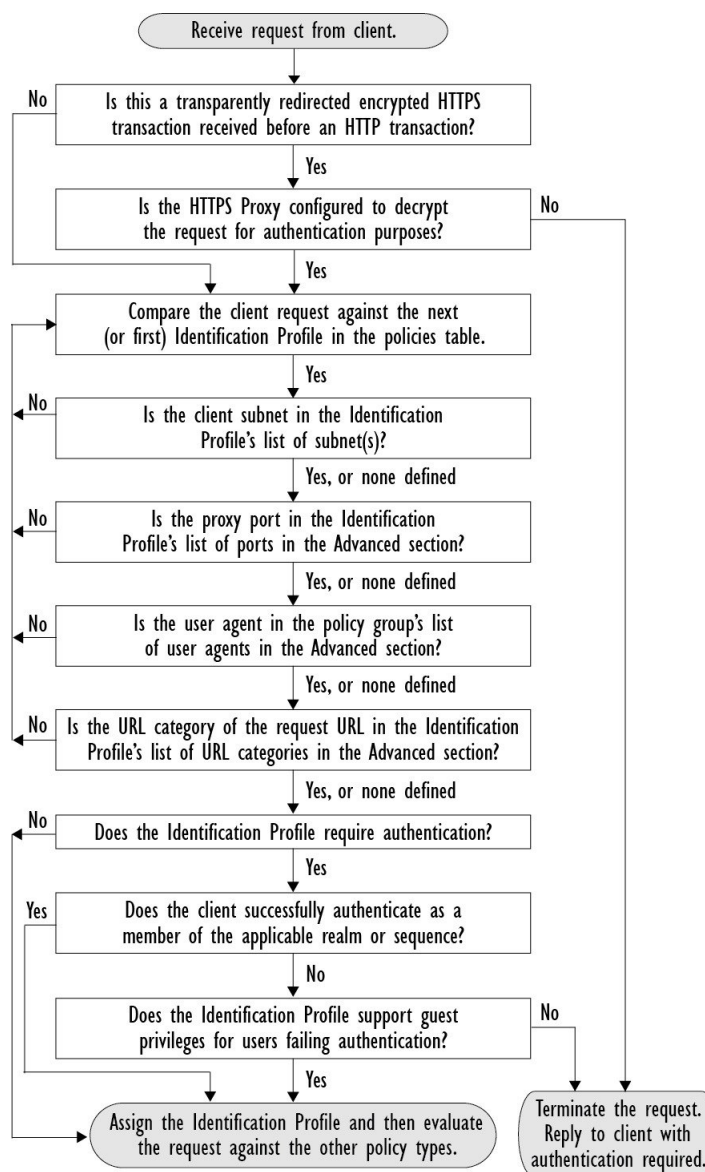 Receive request from client.
No
Is this a transparently redirected encrypted HTTPS
transaction received before an HTTP transaction?
Yes
Is the HTTPS Proxy configured to decrypt
the request for authentication purposes?
No
Yes
Compare the client request against the next
(or first) Identification Profile in the policies table.
Yes
No
Is the client subnet in the Identification
Profile's list of subnet(s)?
Yes, or none defined
No
Is the proxy port in the Identification
Profile's list of ports in the Advanced section?
Yes, or none defined
No
Is the user agent in the policy group's list
of user agents in the Advanced section?
Yes, or none defined
No
Is the URL category of the request URL in the Identification
Profile's list of URL categories in the Advanced section?
Yes, or none defined
No
Does the Identification Profile require authentication?
Yes
Yes
Does the client successfully authenticate as a
member of the applicable realm or sequence?
No
Does the Identification Profile support guest
privileges for users failing authentication?
No
Yes
Assign the Identification Profile and then evaluate
the request against the other policy types.
Terminate the request.
Reply to client with
authentication required.